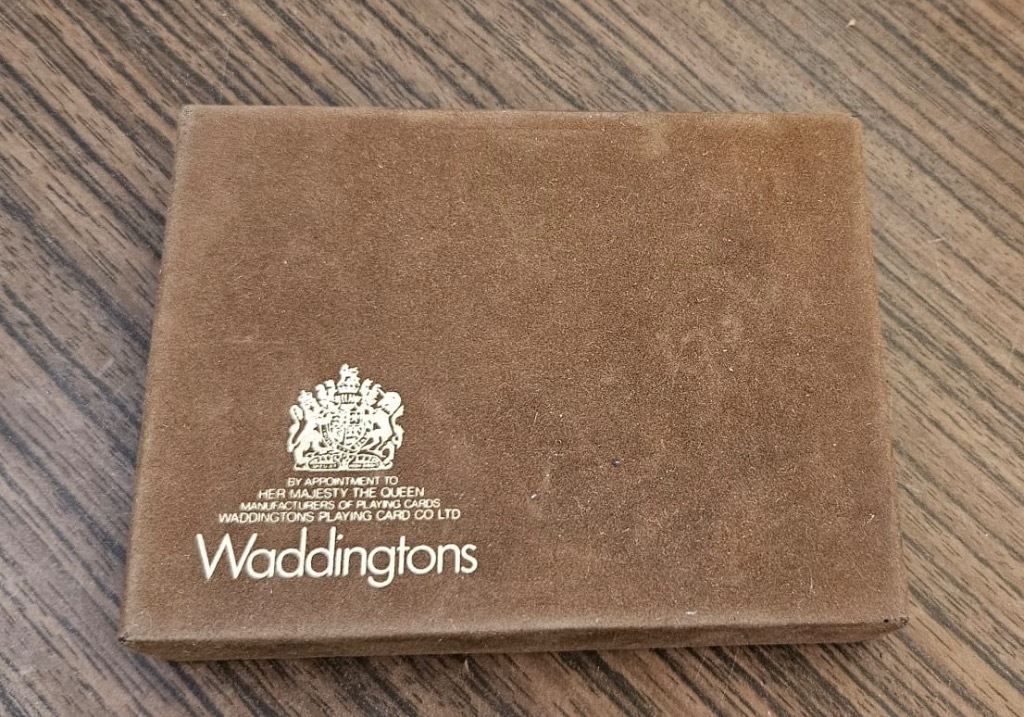 BY APPOINTMENT TO
HER MAJESTY THE QUEEN
MANUFACTURERS OF PLAYING CARDS
WADDINGTONS PLAYING CARD CO LTD
Waddingtons